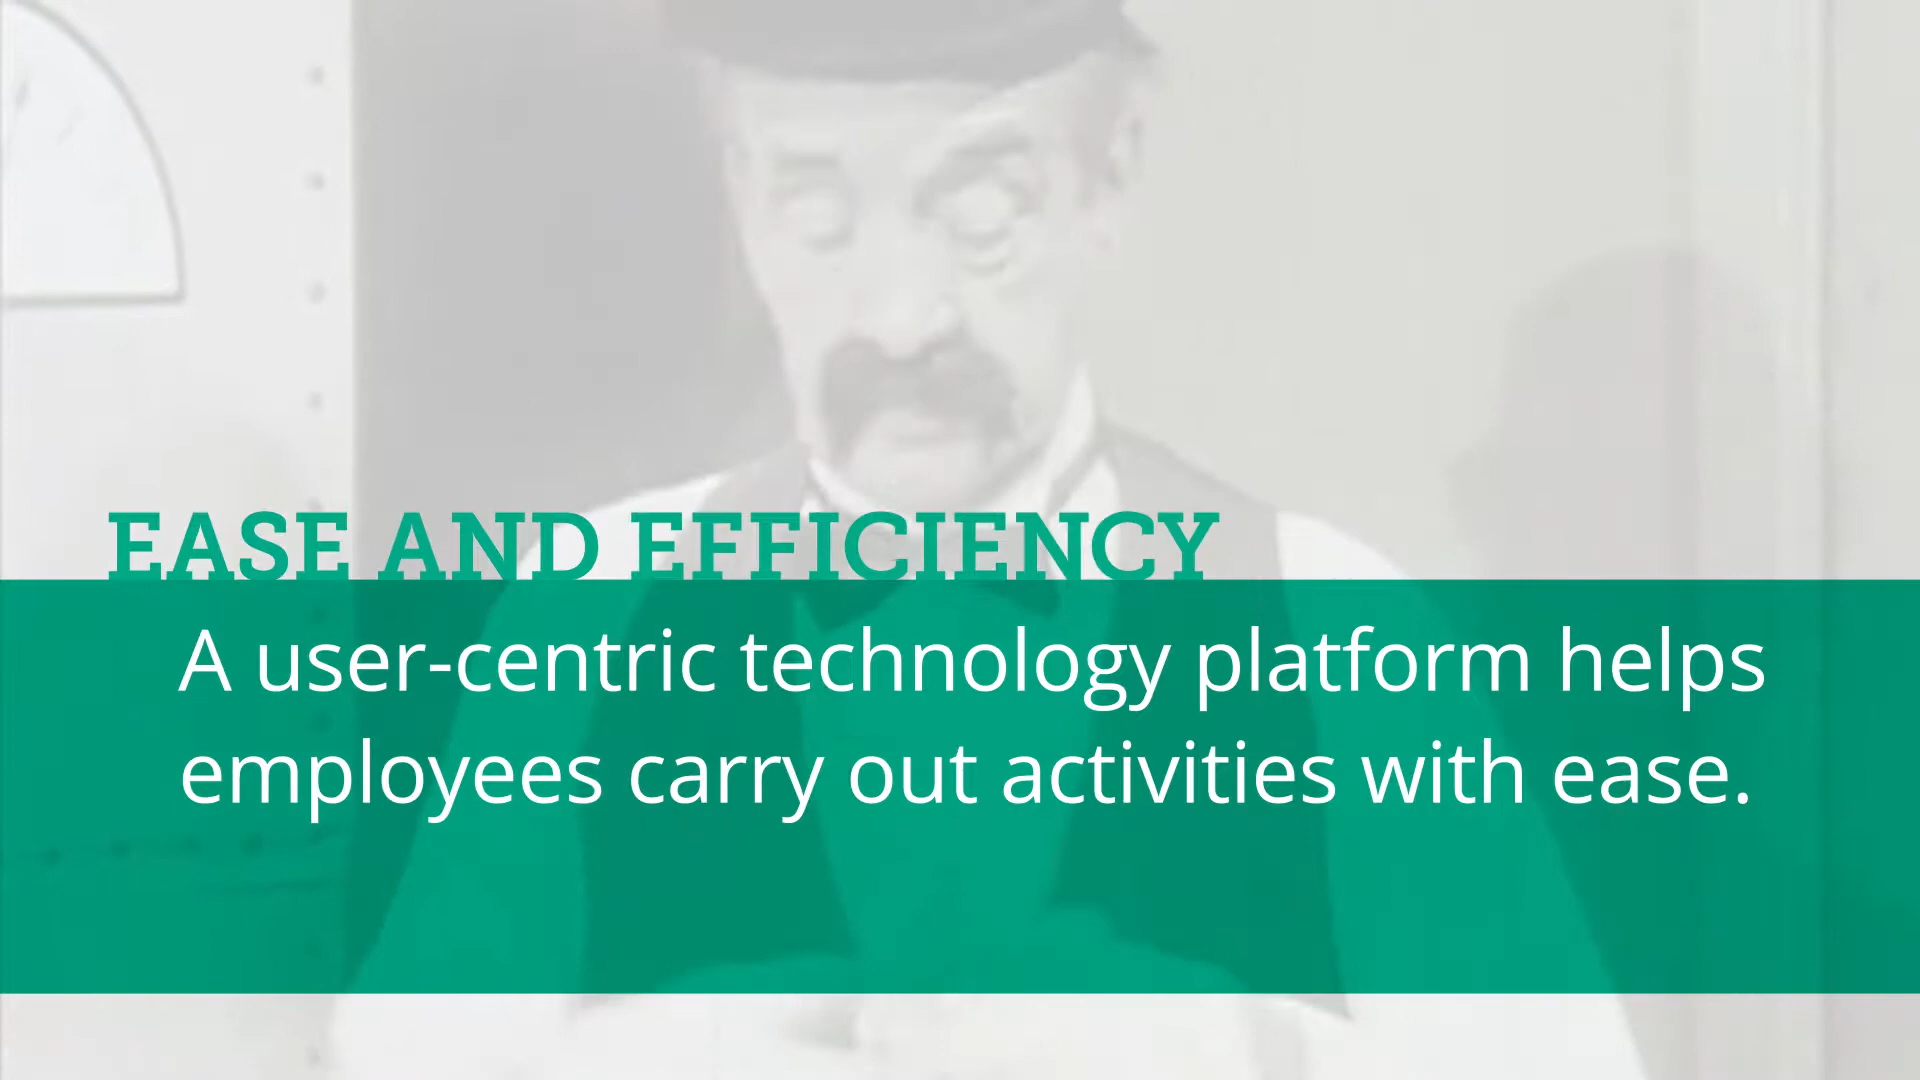 EASE AND EFFICIENCY
A user-centric technology platform helps
employees carry out activities with ease.